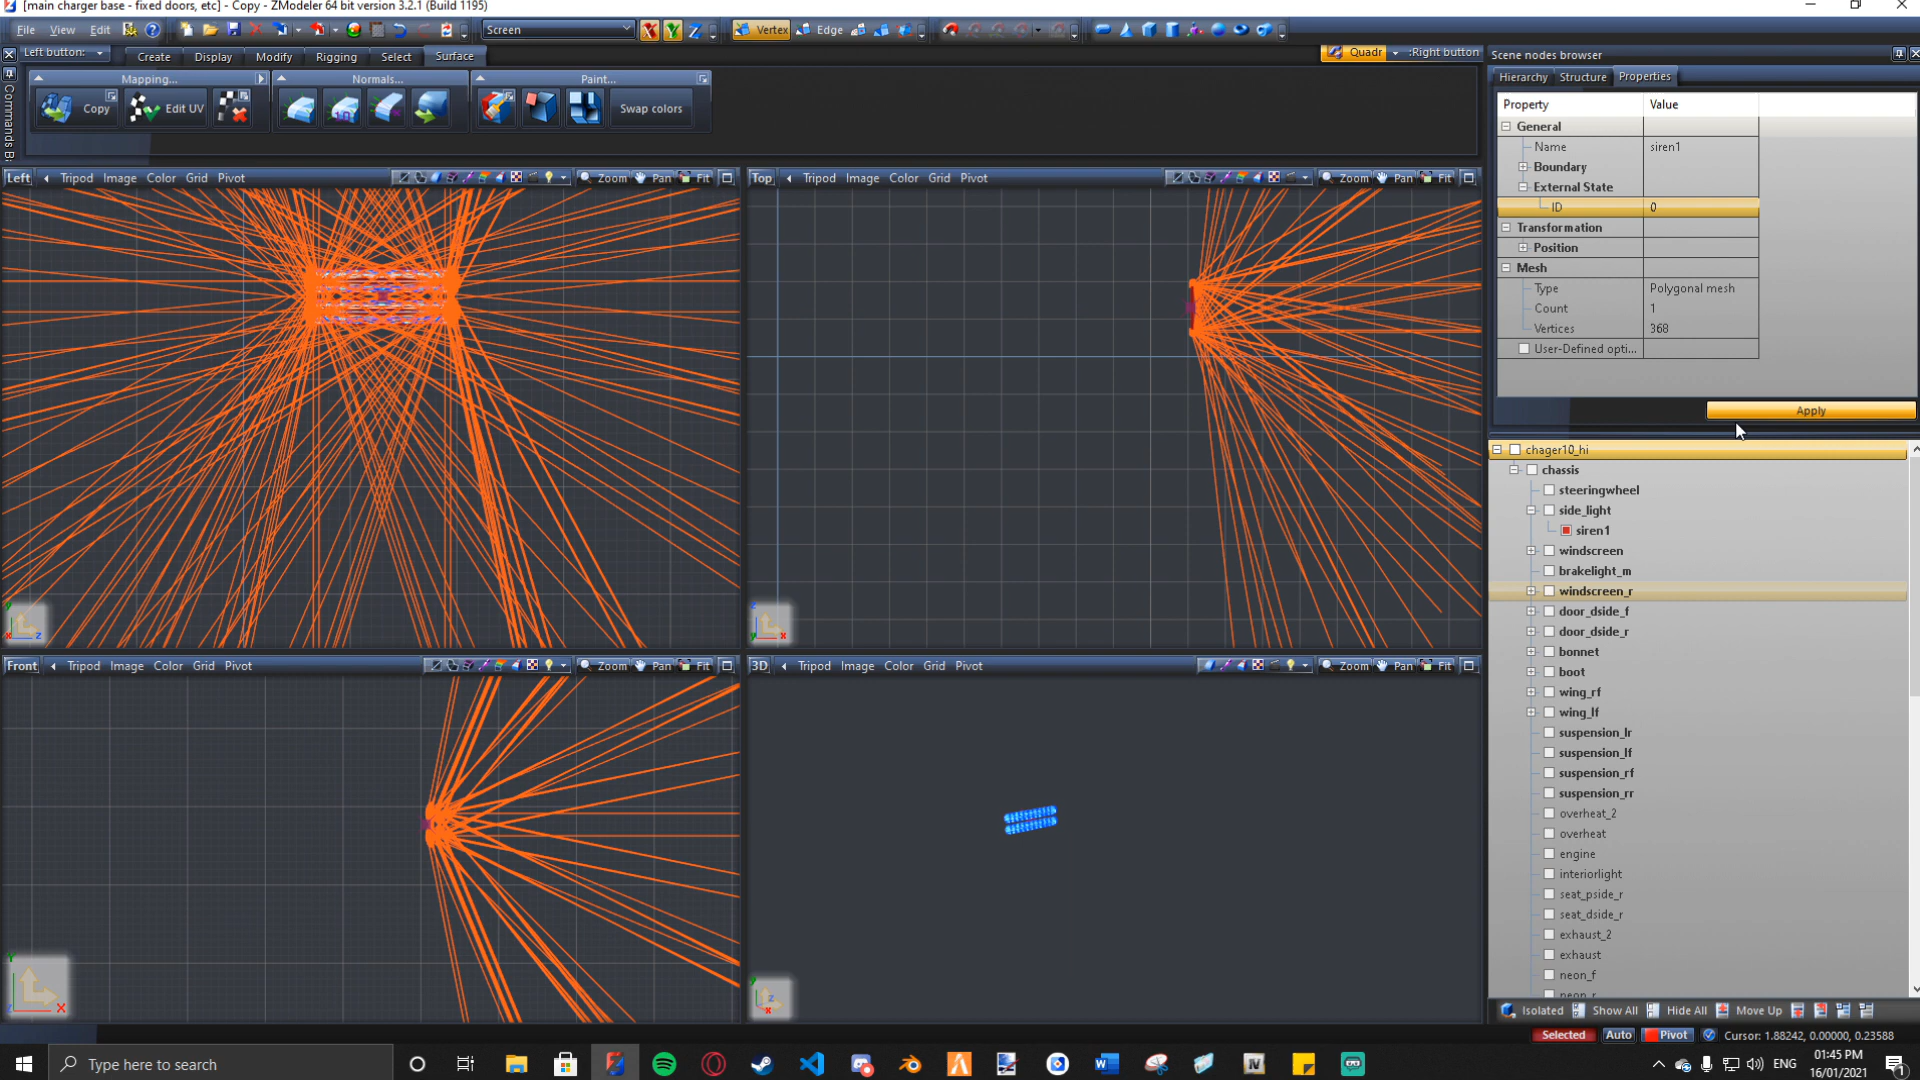 [main charger base - fixed doors, etc] - Copy - ZModeler 64 bit version 3.2.1 (Build 1195)
File View Edit Screen Vertex Edge
Left button: Create Display Modify Rigging Select Surface Quadr :Right button
Mapping... Normals... Paint...
Copy Edit UV Swap colors
Commands B
Left Tripod Image Color Grid Pivot Zoom Pan Fit
Top Tripod Image Color Grid Pivot Zoom Pan Fit
Front Tripod Image Color Grid Pivot Zoom Pan Fit
3D Tripod Image Color Grid Pivot Zoom Pan Fit
Scene nodes browser
Hierarchy Structure Properties
Property Value
General
Name siren1
Boundary
External State
ID 0
Transformation
Position
Mesh
Type Polygonal mesh
Count 1
Vertices 368
User-Defined opti...
Apply
chager10_hi
chassis
steeringwheel
side_light
siren1
windscreen
brakelight_m
windscreen_r
door_dside_f
door_dside_r
bonnet
boot
wing_rf
wing_lf
suspension_lr
suspension_lf
suspension_rf
suspension_rr
overheat_2
overheat
engine
interiorlight
seat_pside_r
seat_dside_r
exhaust_2
exhaust
neon_f
Isolated Show All Hide All Move Up
Selected Auto Pivot Cursor: 1.88242, 0.00000, 0.23588
Type here to search
ENG
01:45 PM
16/01/2021